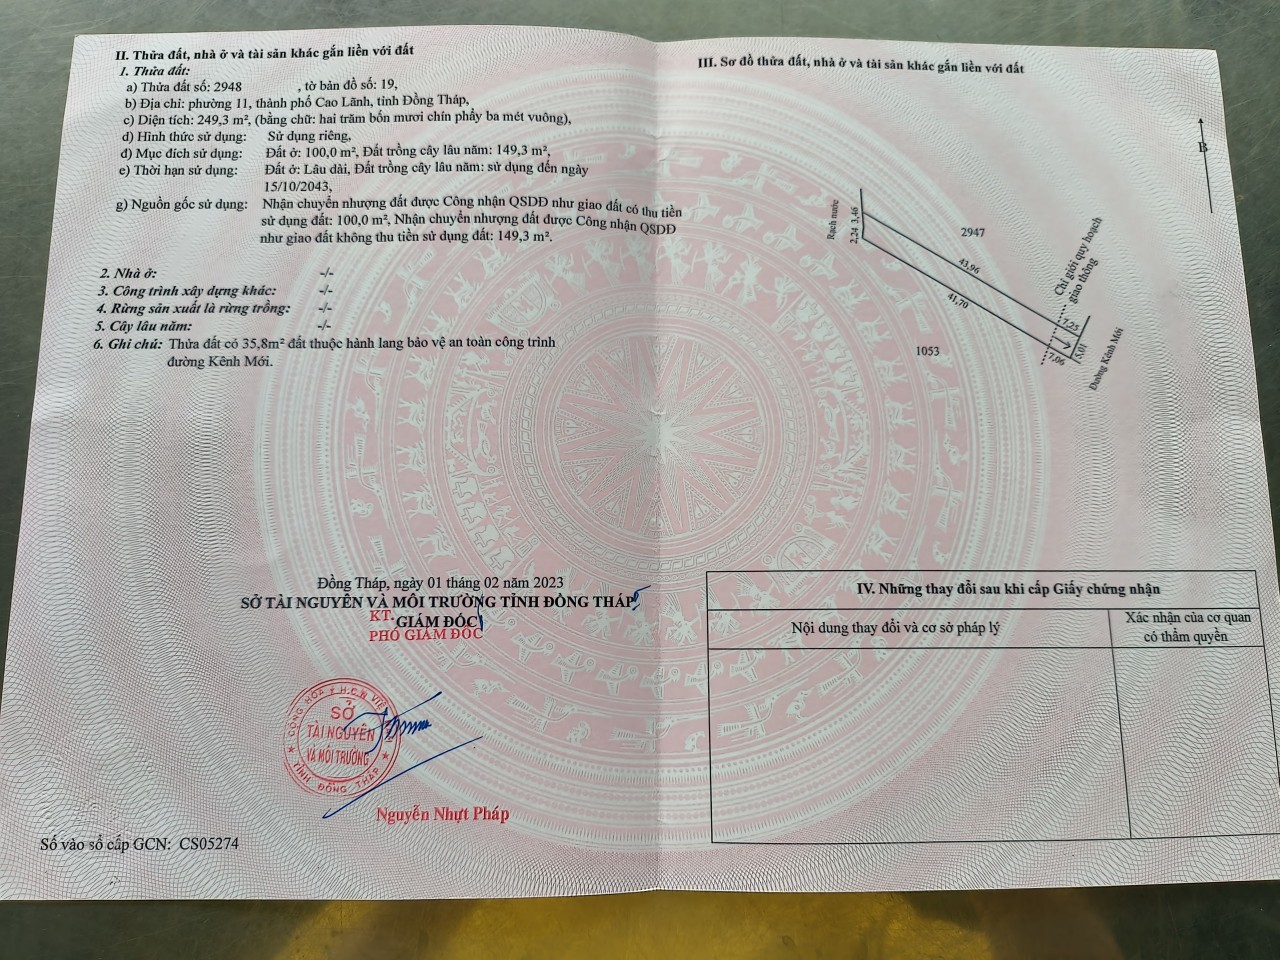 II. Thửa đất, nhà ở và tài sản khác gắn liền với đất
1. Thửa đất:
a) Thửa đất số: 2948 , tờ bản đồ số: 19,
b) Địa chỉ: phường 11, thành phố Cao Lãnh, tỉnh Đồng Tháp,
c) Diện tích: 249,3 m², (bằng chữ: hai trăm bốn mươi chín phẩy ba mét vuông),
d) Hình thức sử dụng: Sử dụng riêng,
đ) Mục đích sử dụng: Đất ở: 100,0 m², Đất trồng cây lâu năm: 149,3 m²,
e) Thời hạn sử dụng: Đất ở: Lâu dài, Đất trồng cây lâu năm: sử dụng đến ngày
15/10/2043,
g) Nguồn gốc sử dụng: Nhận chuyển nhượng đất được Công nhận QSDĐ như giao đất có thu tiền
sử dụng đất: 100,0 m², Nhận chuyển nhượng đất được Công nhận QSDĐ
như giao đất không thu tiền sử dụng đất: 149,3 m².
2. Nhà ở: -/-
3. Công trình xây dựng khác: -/-
4. Rừng sản xuất là rừng trồng: -/-
5. Cây lâu năm: -/-
6. Ghi chú: Thửa đất có 35,8m² đất thuộc hành lang bảo vệ an toàn công trình
đường Kênh Mới.
Đồng Tháp, ngày 01 tháng 02 năm 2023
SỞ TÀI NGUYÊN VÀ MÔI TRƯỜNG TỈNH ĐỒNG THÁP
KT. GIÁM ĐỐC
PHÓ GIÁM ĐỐC
CỘNG HÒA X.H.C.N VIỆT
SỞ
TÀI NGUYÊN
VÀ MÔI TRƯỜNG
TỈNH ĐỒNG THÁP
Nguyễn Nhựt Pháp
Số vào sổ cấp GCN: CS05274
III. Sơ đồ thửa đất, nhà ở và tài sản khác gắn liền với đất
B
Rạch nước
2,24 3,46
2947
43,96
41,70
Chỉ giới quy hoạch
giao thông
7,25
7,06
5,01
Đường Kênh Mới
1053
IV. Những thay đổi sau khi cấp Giấy chứng nhận
Nội dung thay đổi và cơ sở pháp lý
Xác nhận của cơ quan
có thẩm quyền